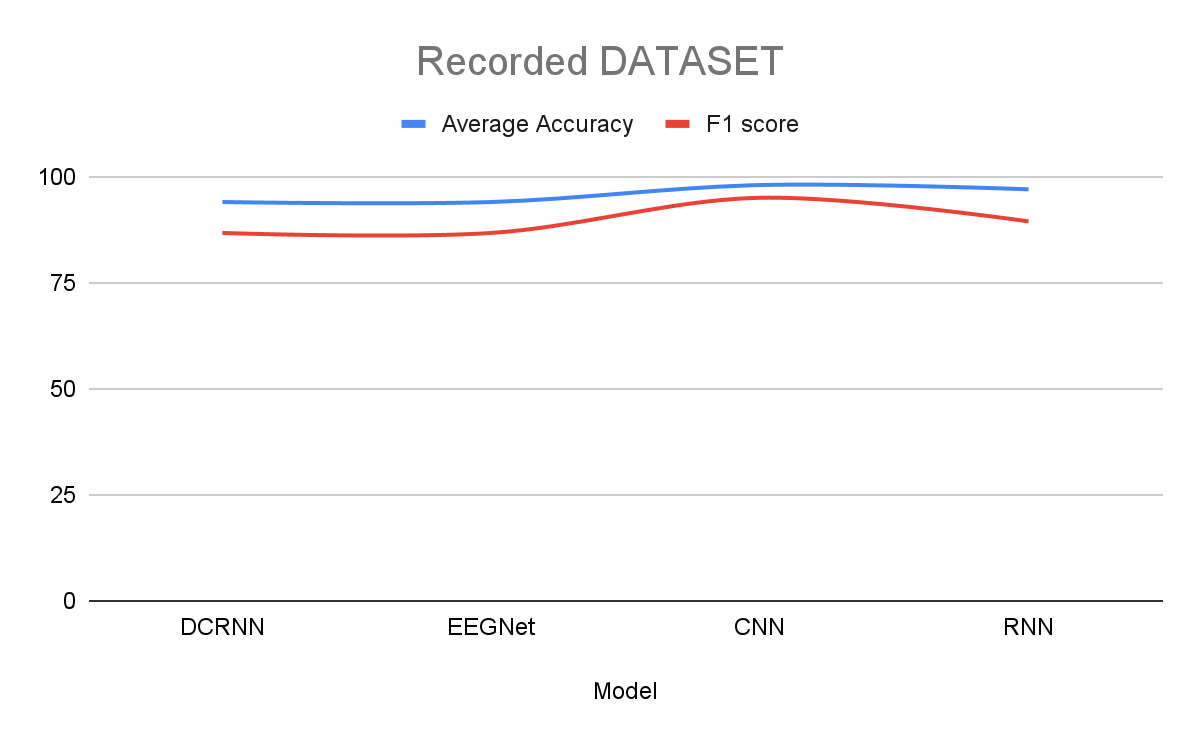 Recorded DATASET
Average Accuracy F1 score
100
75
50
25
0
DCRNN EEGNet CNN RNN
Model